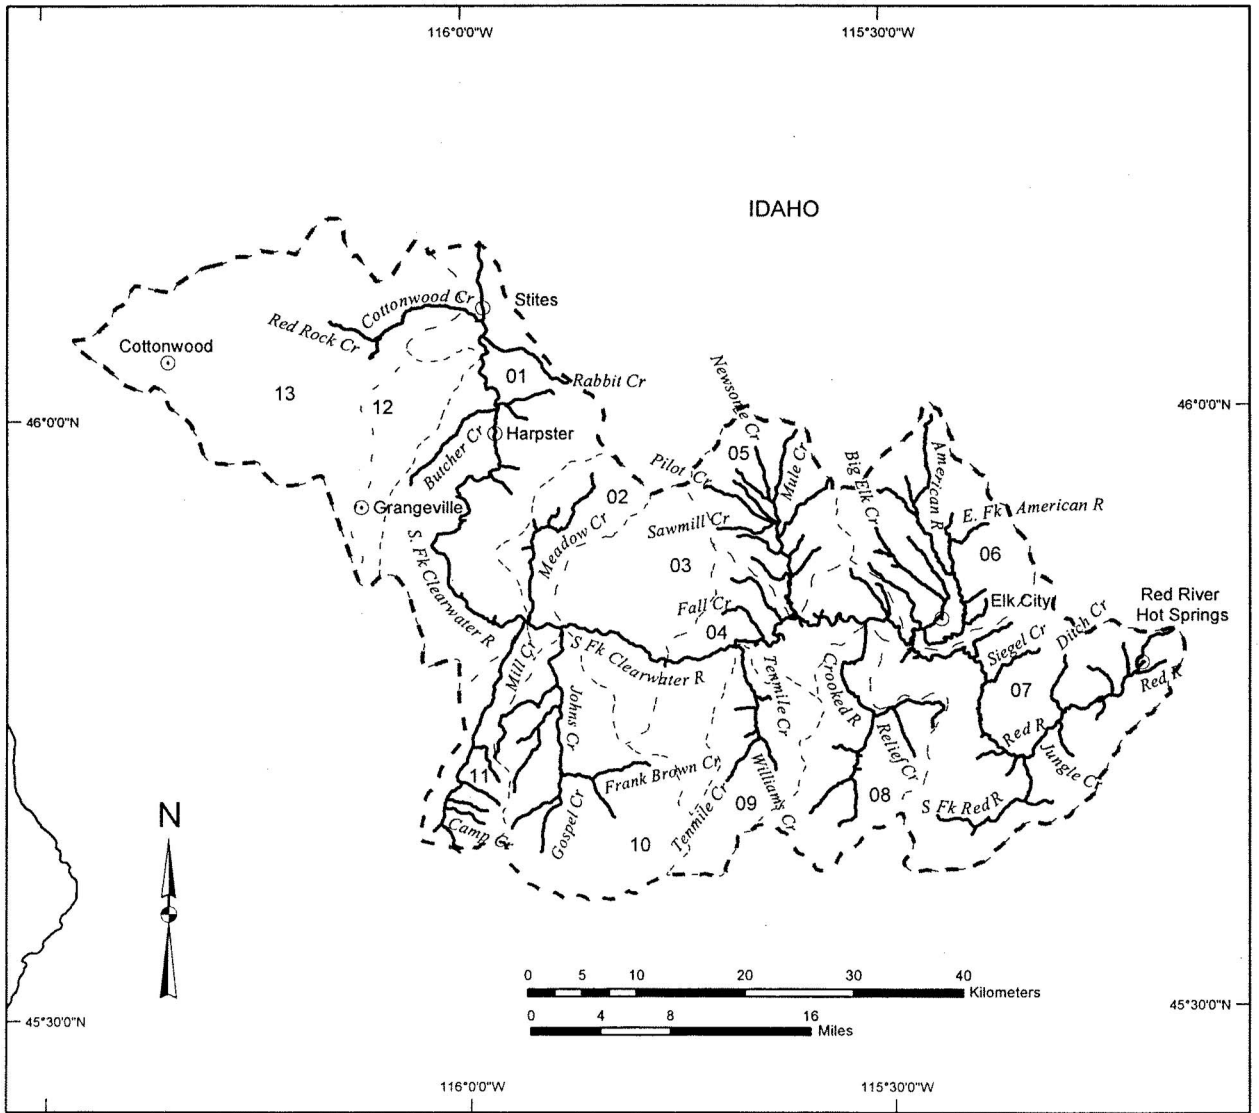 116°0'0"W
115°30'0"W
IDAHO
Stites
Cottonwood Cr
Red Rock Cr
Cottonwood
01
Rabbit Cr
13
12
46°0'0"N
46°0'0"N
Harpster
Butcher Cr
Newsome Cr
05
Mule Cr
Pilot Cr
Big Elk Cr
American R
02
Grangeville
E. Fk American R
Sawmill Cr
Meadow Cr
S. Fk Clearwater R
03
06
Fall Cr
Elk City
Red River
Hot Springs
Ditch Cr
04
Siegel Cr
S Fk Clearwater R
Mill Cr
Tenmile Cr
Crooked R
07
Red R
Johns Cr
Red R
Relief Cr
Jungle Cr
11
Frank Brown Cr
Williams Cr
08
S Fk Red R
09
Tenmile Cr
Camp Cr
Gospel Cr
10
N
0 5 10 20 30 40
Kilometers
0 4 8 16
Miles
45°30'0"N
45°30'0"N
116°0'0"W
115°30'0"W